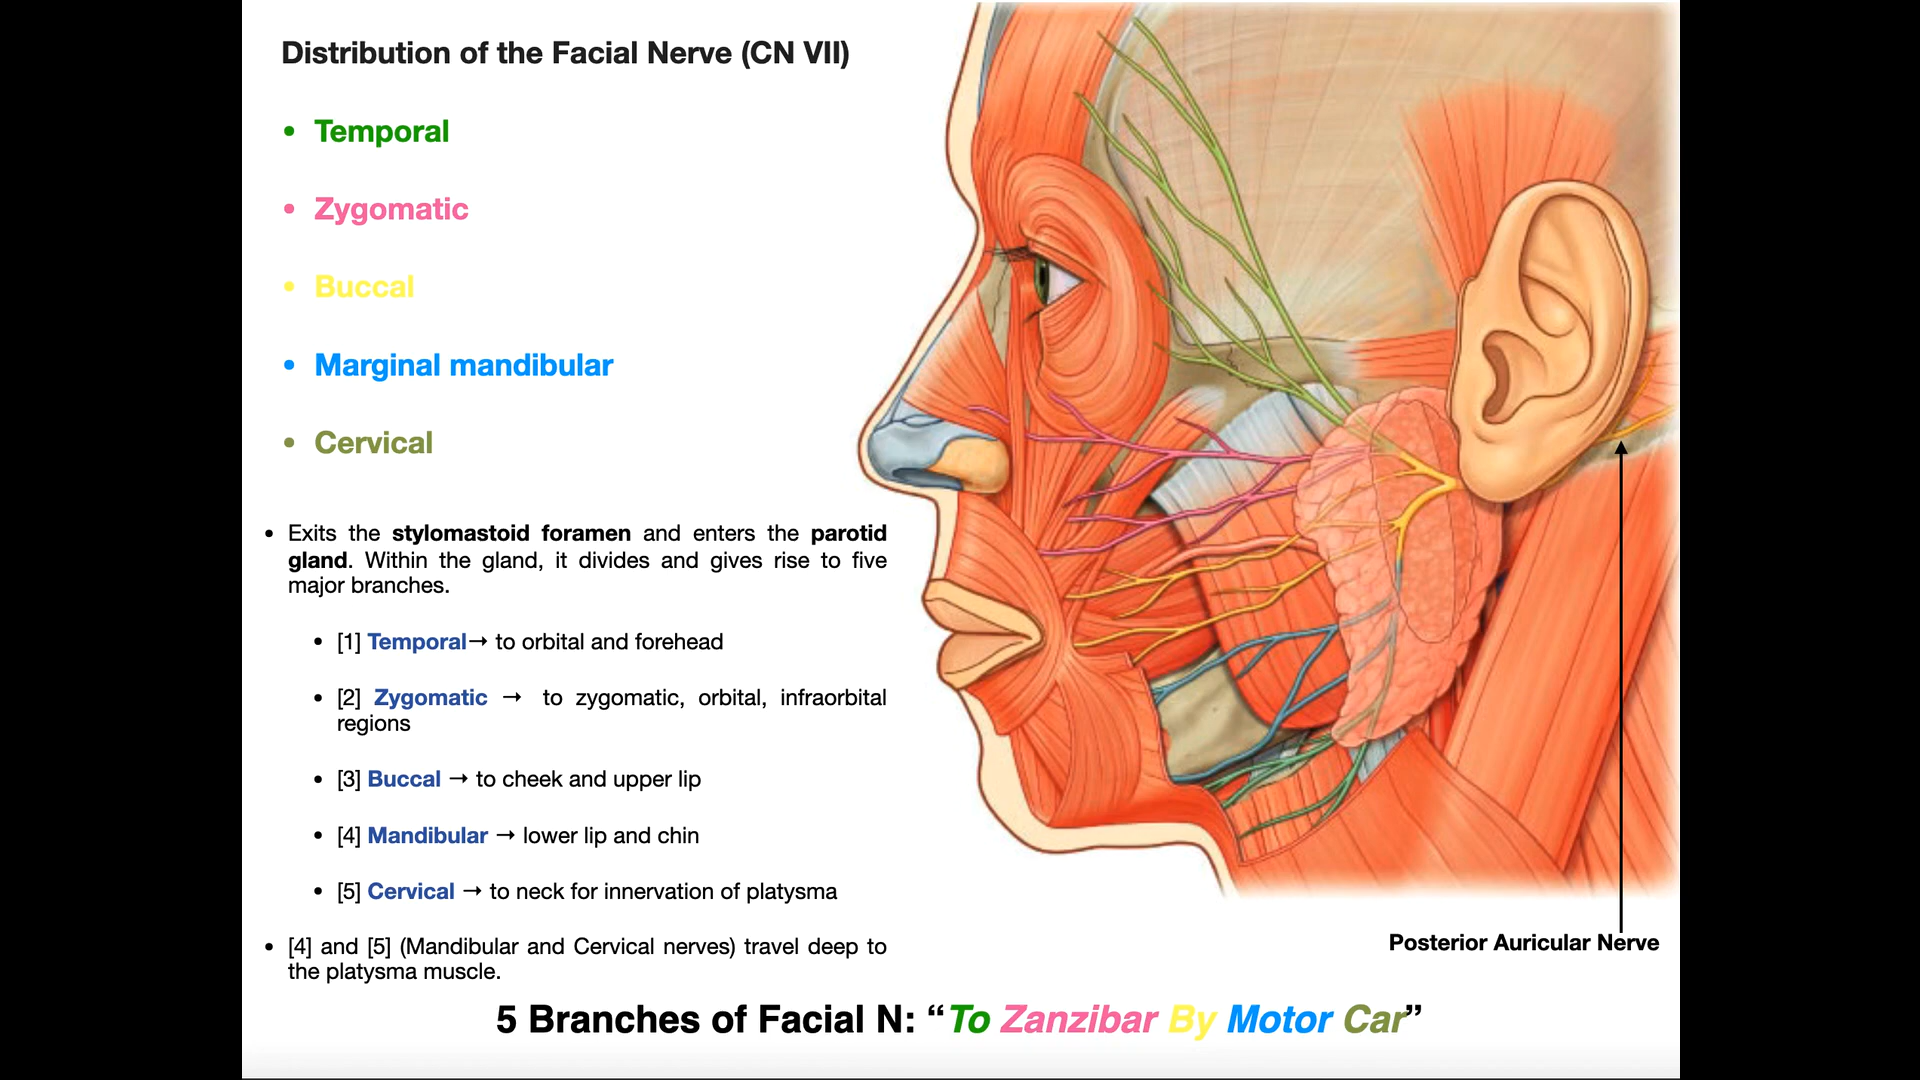 Distribution of the Facial Nerve (CN VII)
• Temporal
• Zygomatic
• Buccal
• Marginal mandibular
• Cervical
• Exits the stylomastoid foramen and enters the parotid
gland. Within the gland, it divides and gives rise to five
major branches.
• [1] Temporal→ to orbital and forehead
• [2] Zygomatic → to zygomatic, orbital, infraorbital
regions
• [3] Buccal → to cheek and upper lip
• [4] Mandibular → lower lip and chin
• [5] Cervical → to neck for innervation of platysma
• [4] and [5] (Mandibular and Cervical nerves) travel deep to
the platysma muscle.
Posterior Auricular Nerve
5 Branches of Facial N: “To Zanzibar By Motor Car”